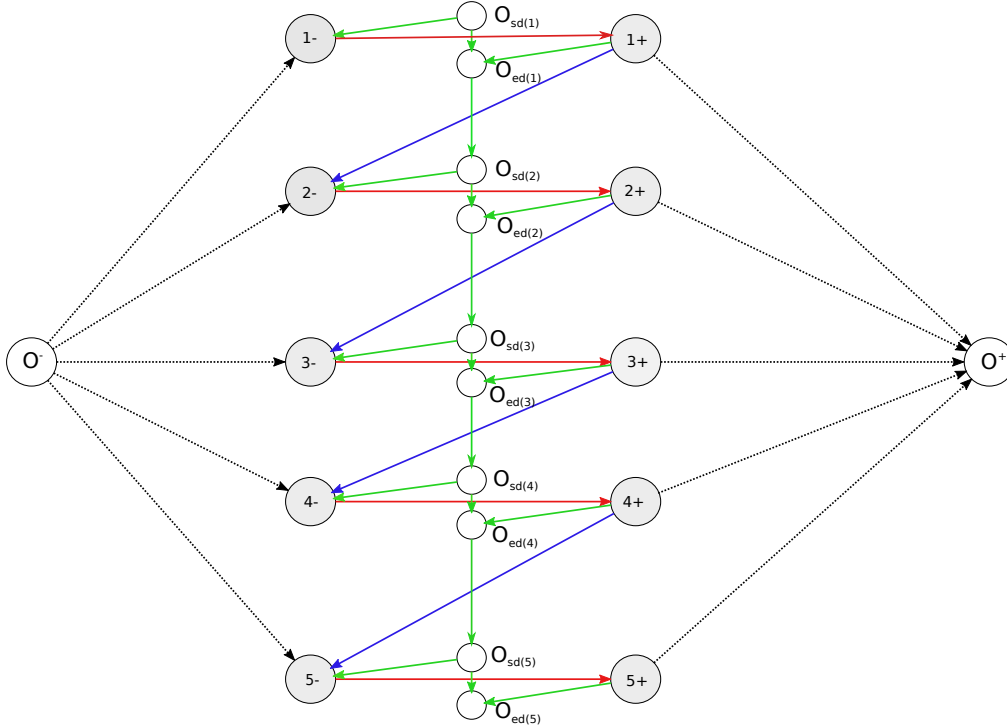 O_sd(1)
1-
1+
O_ed(1)
O_sd(2)
2-
2+
O_ed(2)
O_sd(3)
O^-
3-
3+
O^+
O_ed(3)
O_sd(4)
4-
4+
O_ed(4)
O_sd(5)
5-
5+
O_ed(5)